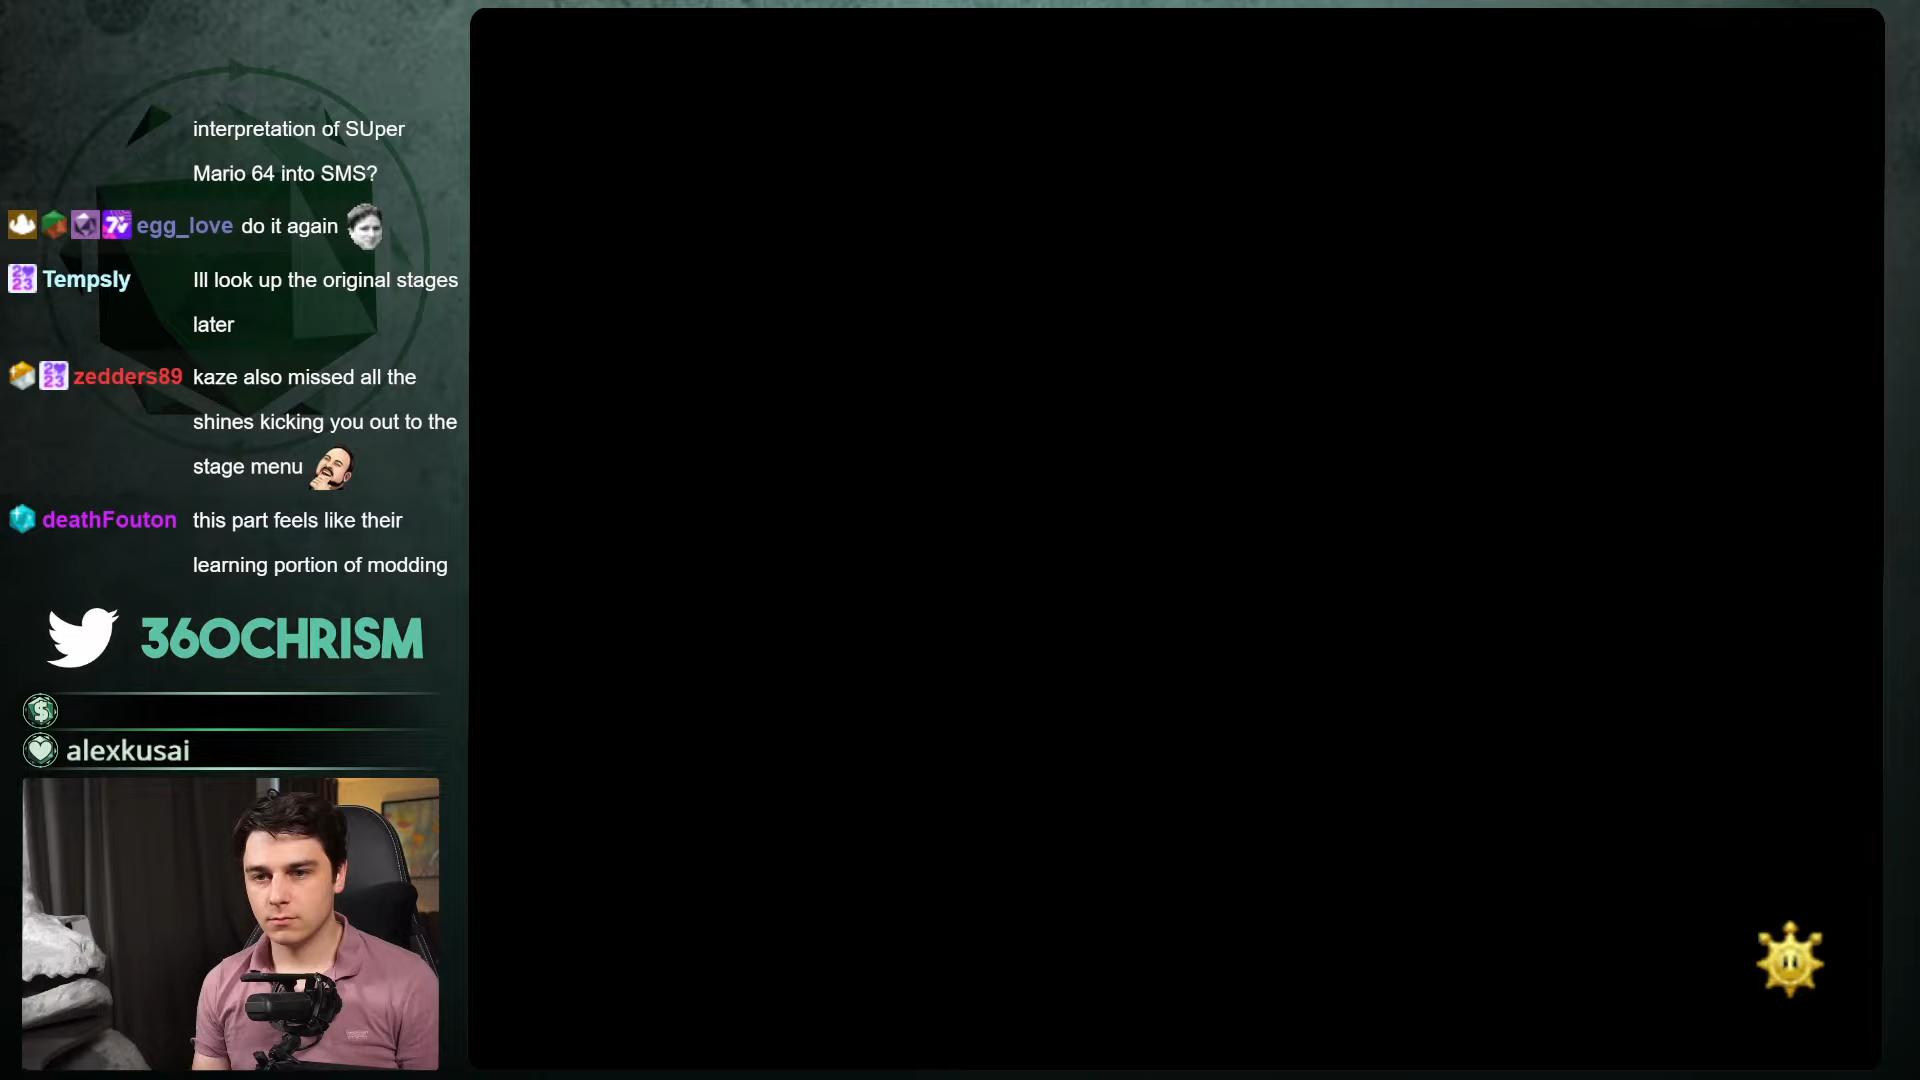 interpretation of SUper
Mario 64 into SMS?
egg_love do it again
Tempsly Ill look up the original stages
later
zedders89 kaze also missed all the
shines kicking you out to the
stage menu
deathFouton this part feels like their
learning portion of modding
360CHRISM
$
alexkusai